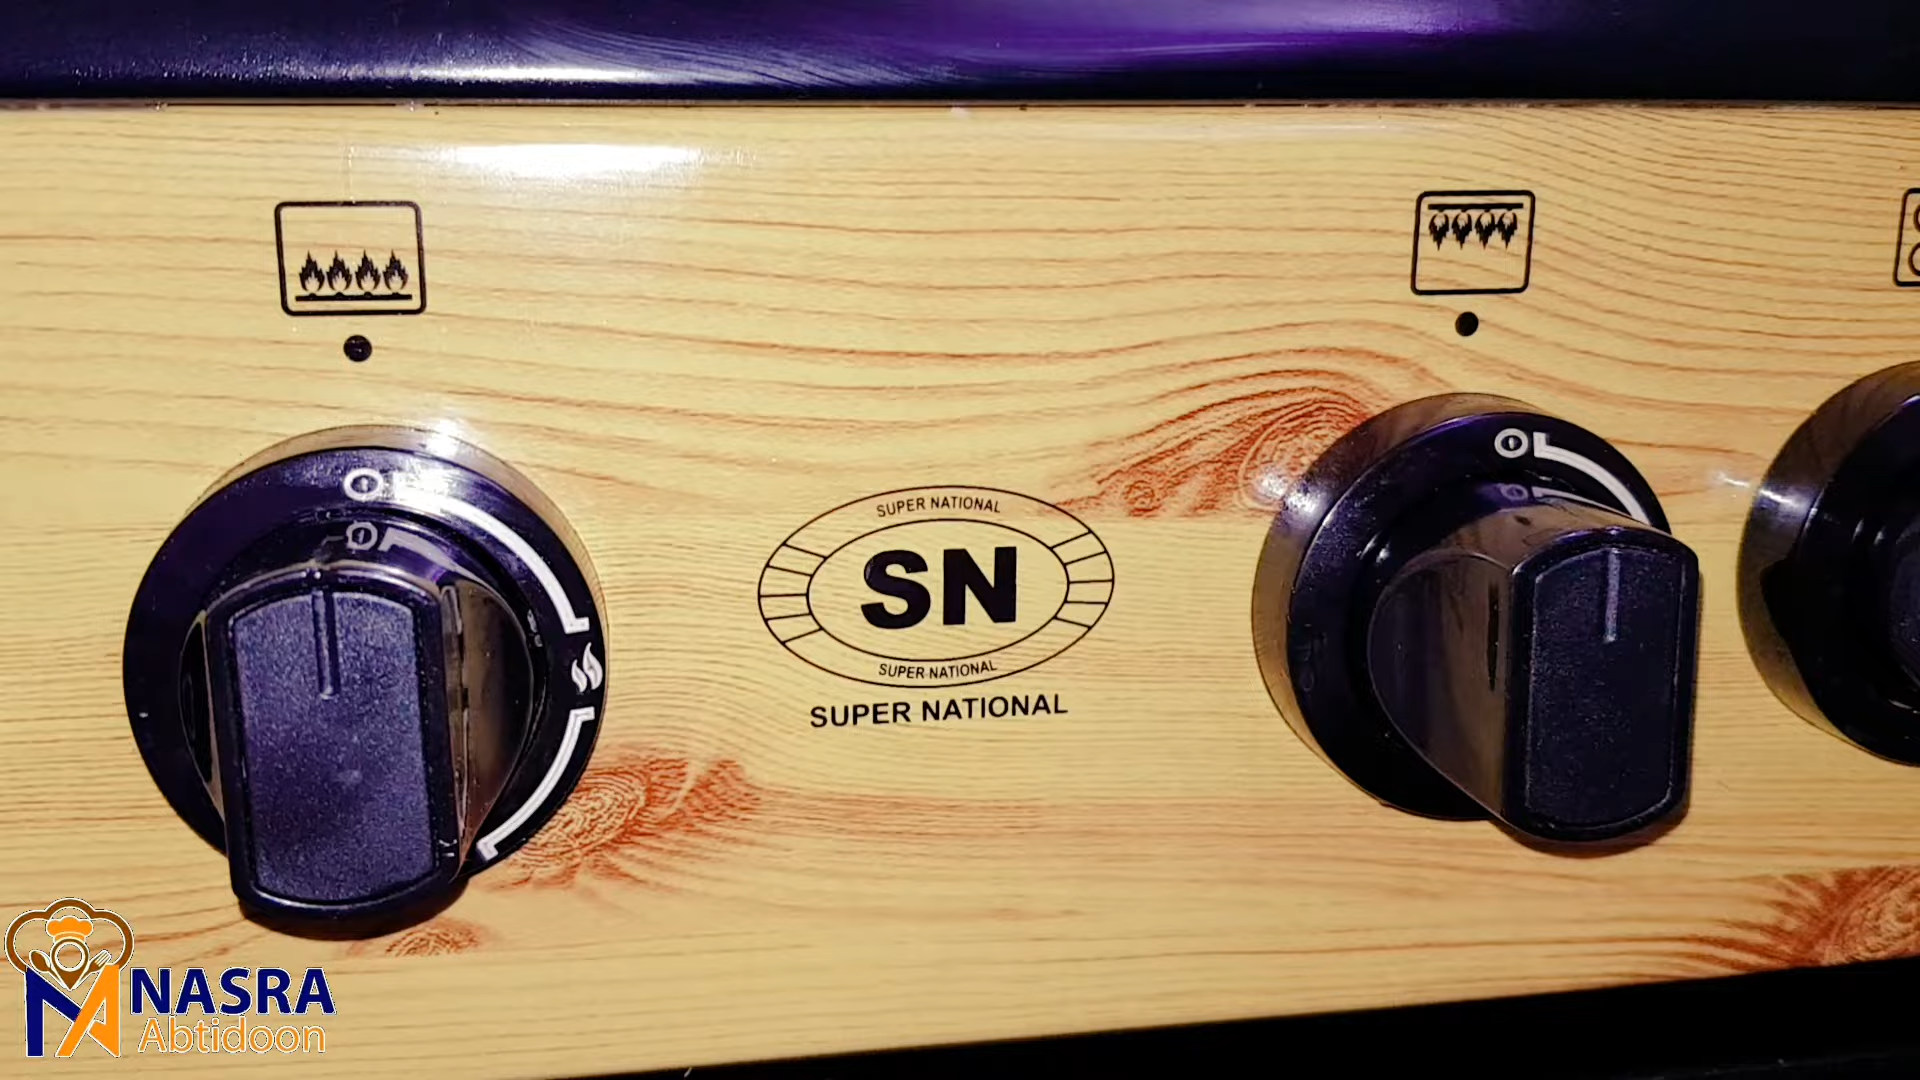 SUPER NATIONAL
SN
SUPER NATIONAL
SUPER NATIONAL
NASRA
Abtidoon